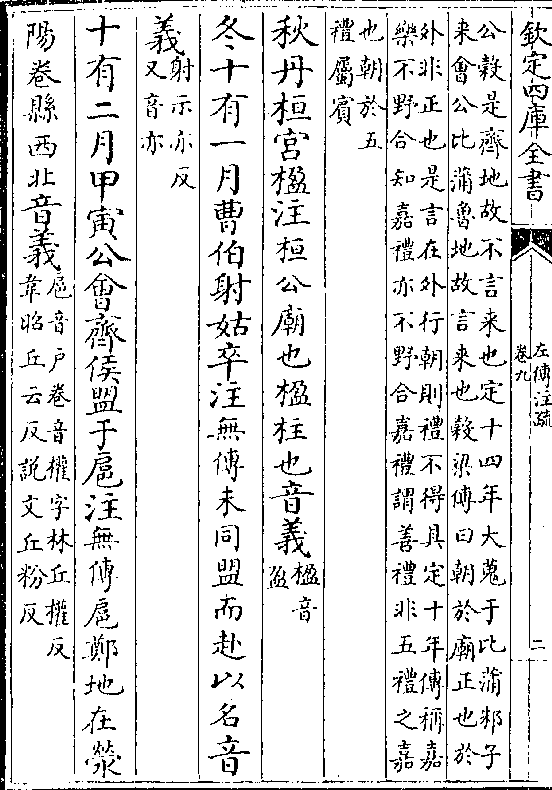 欽定四庫全書
左傳注疏
卷九
二
公穀是齊地故不言来也定十四年大蒐于比蒲邾子
来會公比蒲魯地故言来也穀梁傳曰朝於廟正也於
外非正也是言在外行朝則禮不得具定十年傳稱嘉
樂不野合知嘉禮亦不野合嘉禮謂善禮非五禮之嘉
也朝於五
禮屬賔
秋丹桓宮楹注桓公廟也楹柱也音義楹音
盈
冬十有一月曹伯射姑卒注無傳未同盟而赴以名音
義射示亦反
又音亦
十有二月甲寅公會齊侯盟于扈注無傳扈鄭地在滎
陽卷縣西北音義扈音户卷音權字林丘權反
韋昭丘云反説文丘粉反